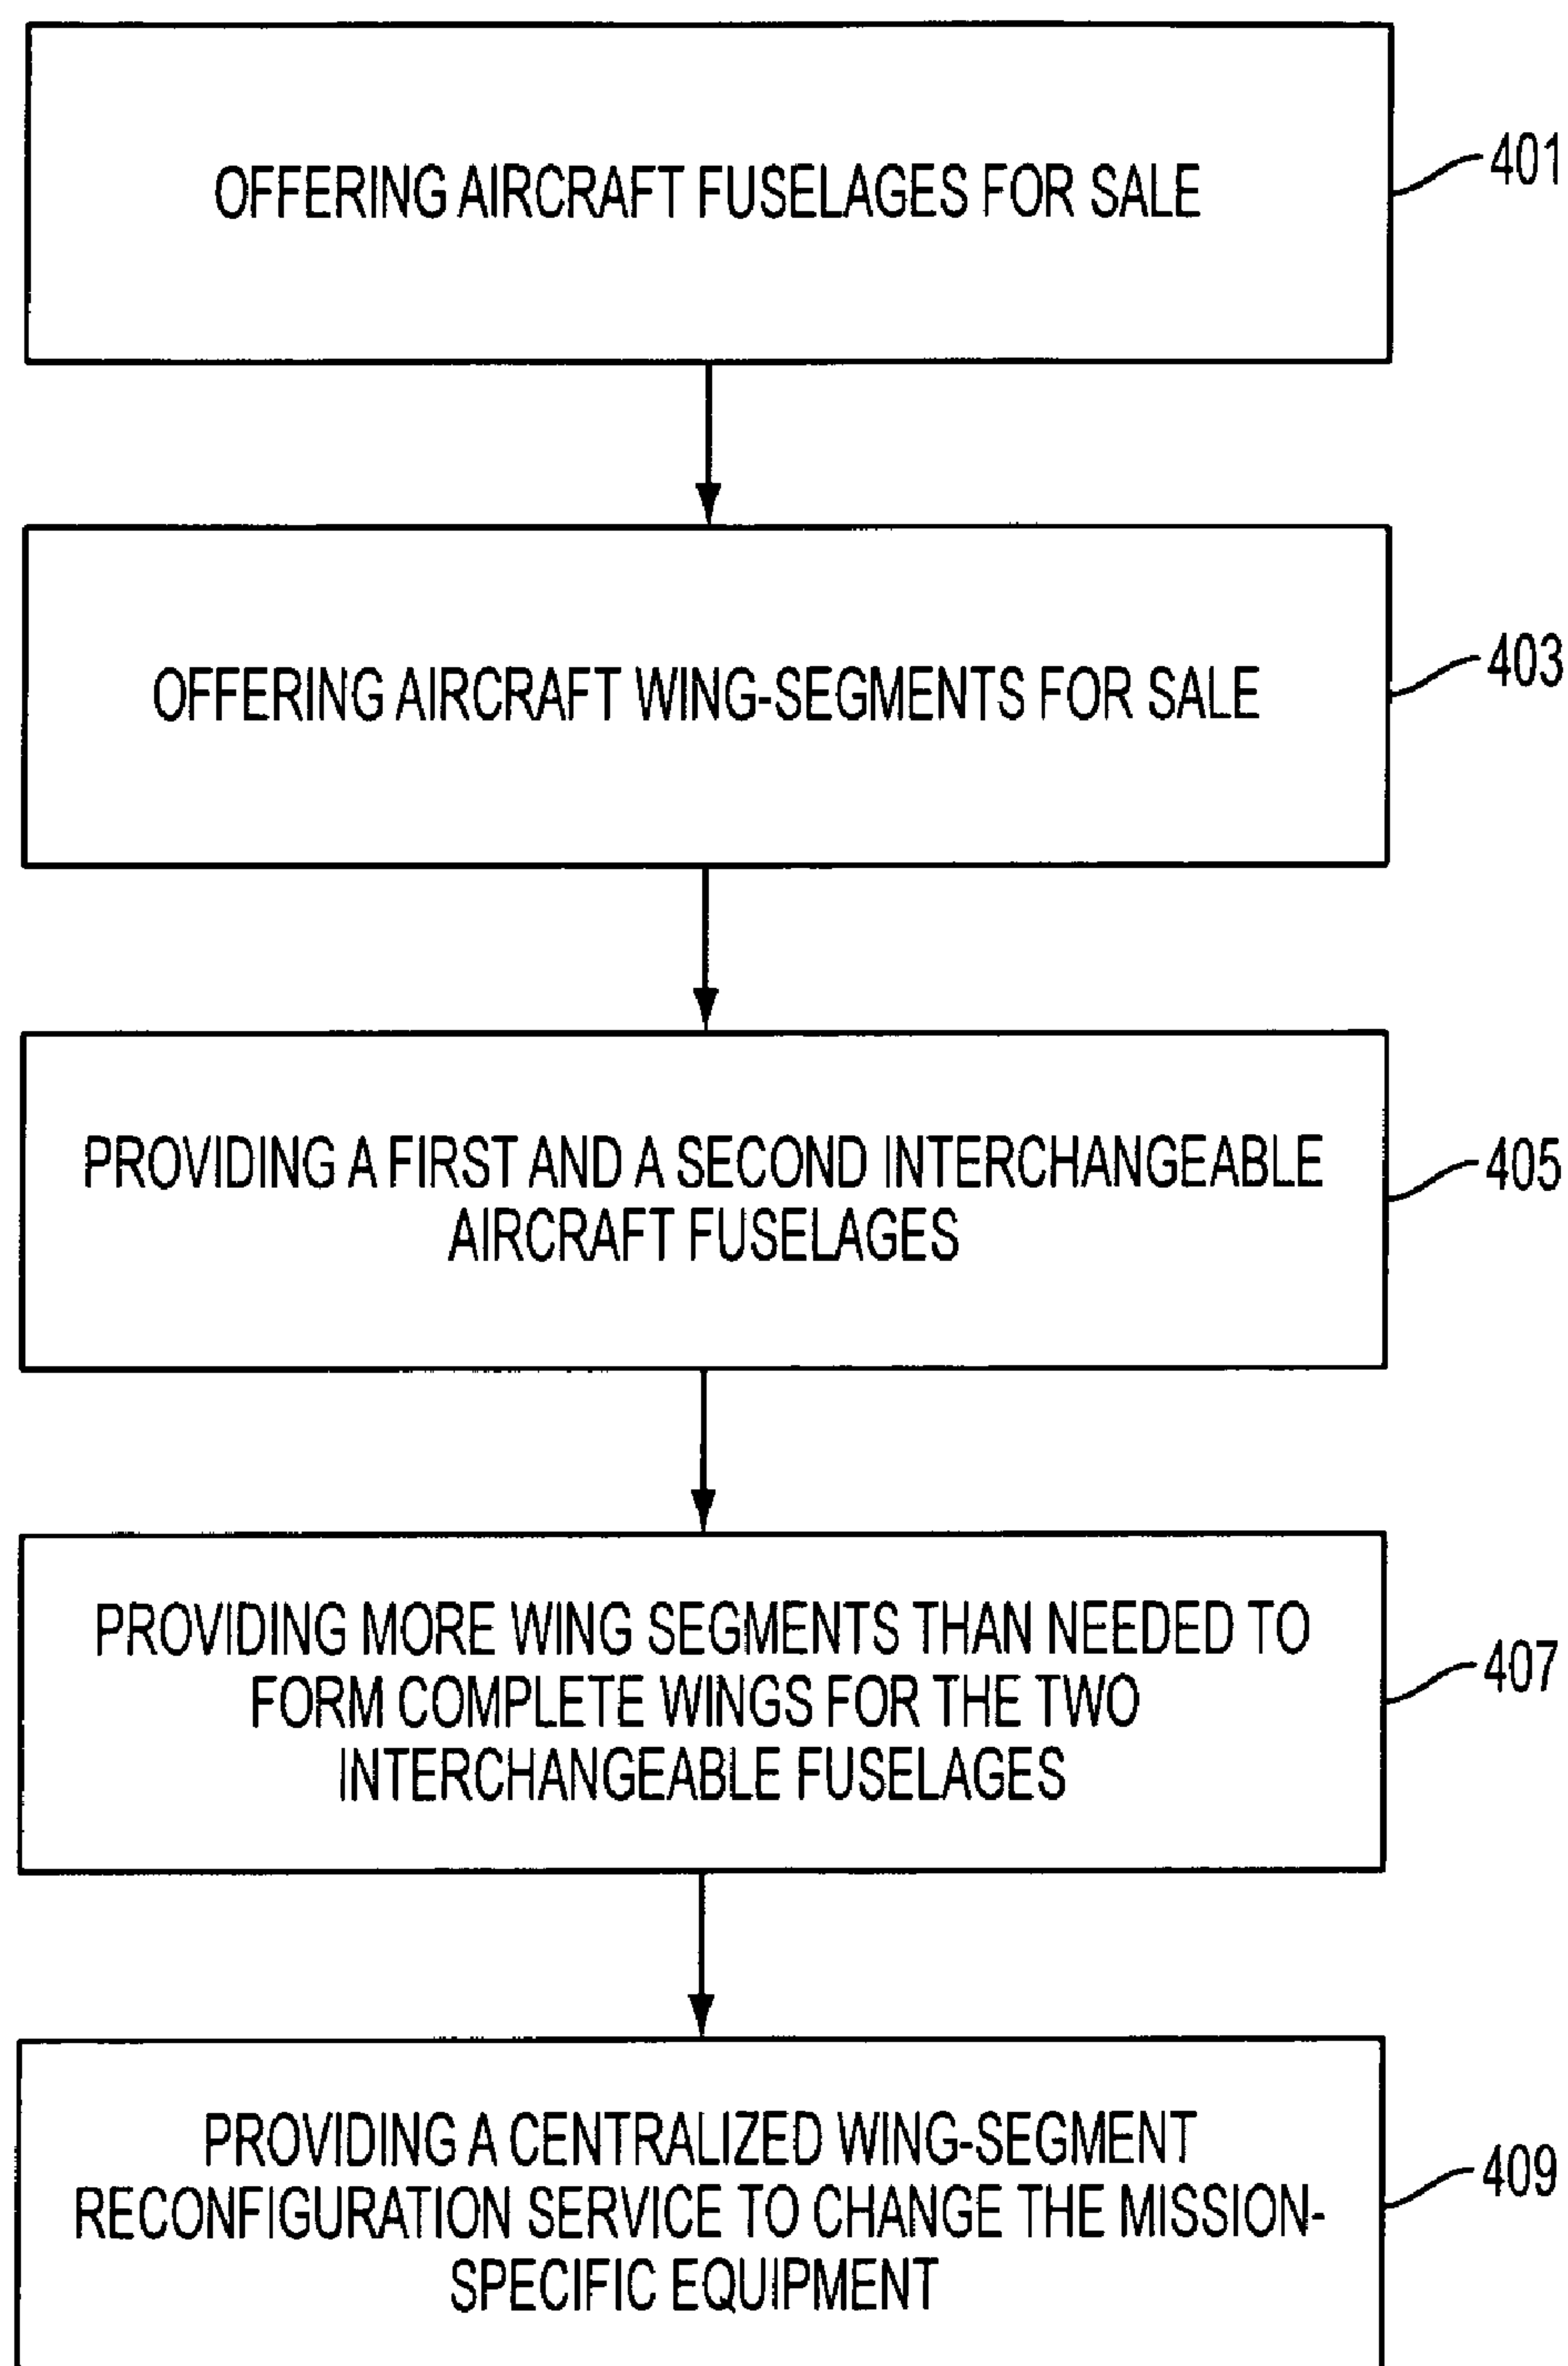 OFFERING AIRCRAFT FUSELAGES FOR SALE
401
OFFERING AIRCRAFT WING-SEGMENTS FOR SALE
403
PROVIDING A FIRST AND A SECOND INTERCHANGEABLE
AIRCRAFT FUSELAGES
405
PROVIDING MORE WING SEGMENTS THAN NEEDED TO
FORM COMPLETE WINGS FOR THE TWO
INTERCHANGEABLE FUSELAGES
407
PROVIDING A CENTRALIZED WING-SEGMENT
RECONFIGURATION SERVICE TO CHANGE THE MISSION-
SPECIFIC EQUIPMENT
409